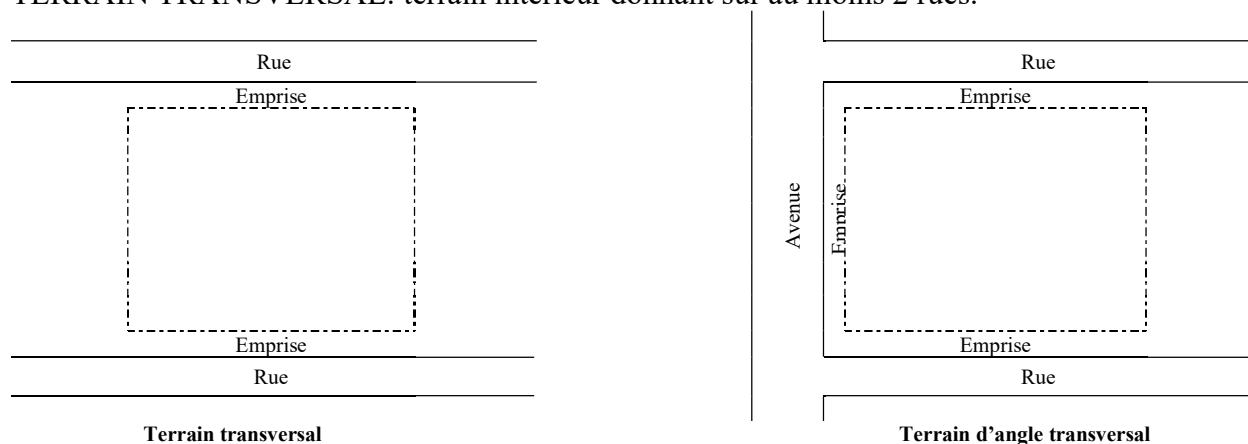 TERRAIN TRANSVERSAL: terrain intérieur donnant sur au moins 2 rues.
Rue
Emprise
Emprise
Rue
Terrain transversal
Rue
Emprise
Avenue
Emprise
Emprise
Rue
Terrain d'angle transversal